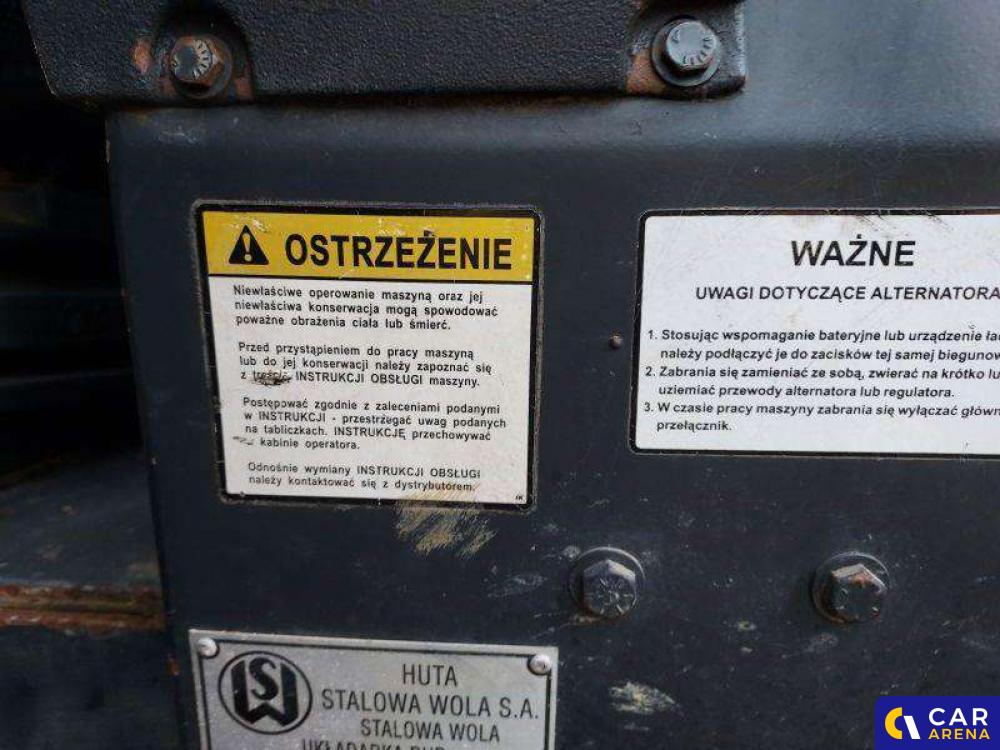 OSTRZEŻENIE
Niewłaściwe operowanie maszyną oraz jej
niewłaściwa konserwacja mogą spowodować
poważne obrażenia ciała lub śmierć.
Przed przystąpieniem do pracy maszyną
lub do jej konserwacji należy zapoznać się
z treścią INSTRUKCJI OBSŁUGI maszyny.
Postępować zgodnie z zaleceniami podanymi
w INSTRUKCJI - przestrzegać uwag podanych
na tabliczkach. INSTRUKCJĘ przechowywać
kabinie operatora.
Odnośnie wymiany INSTRUKCJI OBSŁUGI
należy kontaktować się z dystrybutorem.
WAŻNE
UWAGI DOTYCZĄCE ALTERNATORA
1. Stosując wspomaganie bateryjne lub urządzenie
należy podłączyć je do zacisków tej samej
2. Zabrania się zamieniać ze sobą, zwierać na krótko
uziemiać przewody alternatora lub regulatora.
3. W czasie pracy maszyny zabrania się wyłączać
przełącznik.
HSW
HUTA
STALOWA WOLA S.A.
STALOWA WOLA
CAR
ARENA